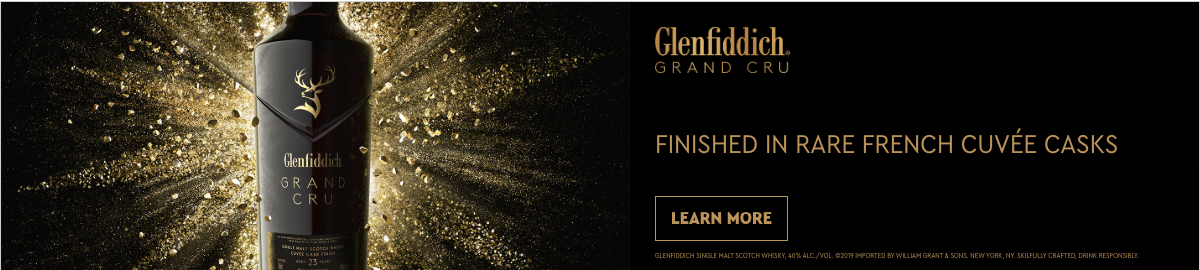 Glenfiddich
GRAND
CRU
SINGLE MALT SCOTCH WHISKY
CUVÉE CASK FINISH
AGED 23 YEARS
Glenfiddich
GRAND CRU
FINISHED IN RARE FRENCH CUVÉE CASKS
LEARN MORE
GLENFIDDICH SINGLE MALT SCOTCH WHISKY, 40% ALC./VOL. ©2019 IMPORTED BY WILLIAM GRANT & SONS. NEW YORK, NY. SKILFULLY CRAFTED, DRINK RESPONSIBLY.